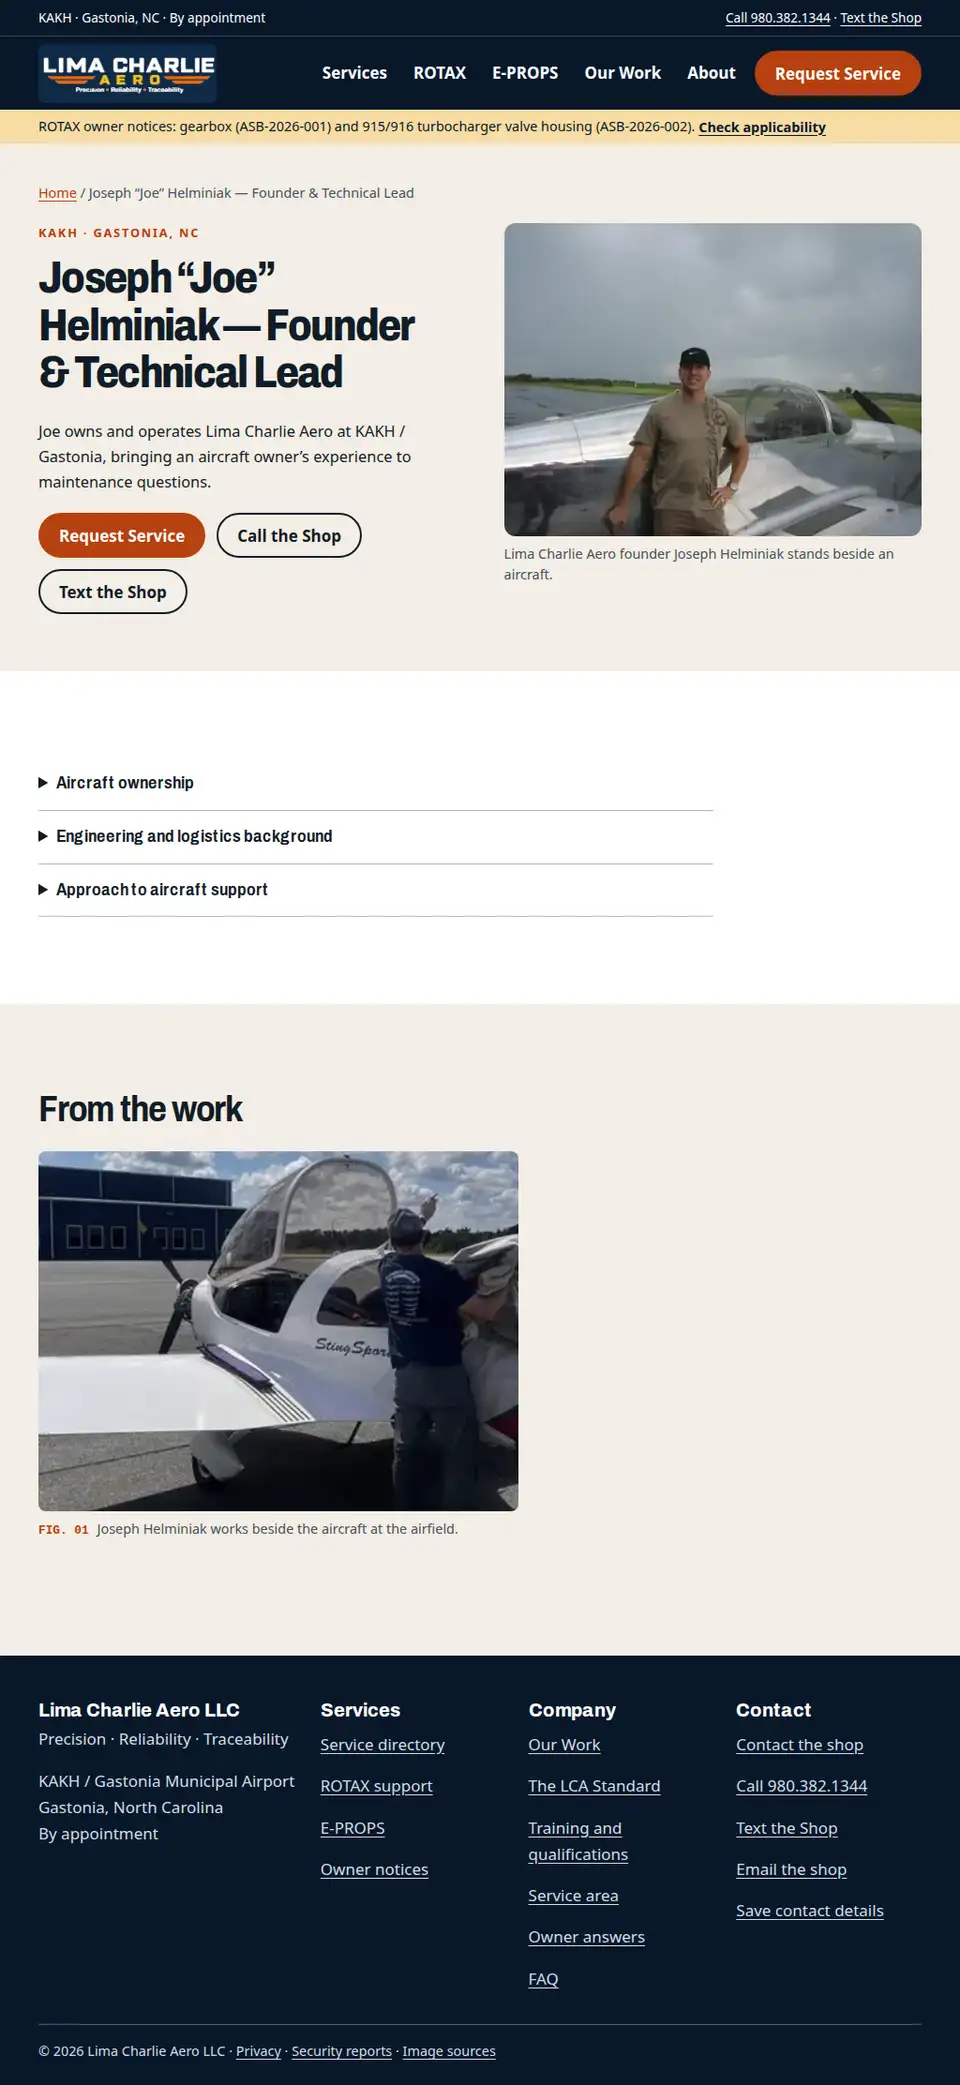 KAKH · Gastonia, NC · By appointment
Call 980.382.1344 · Text the Shop
LIMA CHARLIE
AERO
Precision • Reliability • Traceability
Services ROTAX E-PROPS Our Work About Request Service
ROTAX owner notices: gearbox (ASB-2026-001) and 915/916 turbocharger valve housing (ASB-2026-002). Check applicability
Home / Joseph “Joe” Helminiak — Founder & Technical Lead
KAKH · GASTONIA, NC
Joseph “Joe”
Helminiak — Founder
& Technical Lead
Joe owns and operates Lima Charlie Aero at KAKH /
Gastonia, bringing an aircraft owner’s experience to
maintenance questions.
Request Service Call the Shop
Text the Shop
Lima Charlie Aero founder Joseph Helminiak stands beside an
aircraft.
Aircraft ownership
Engineering and logistics background
Approach to aircraft support
From the work
StingSport
FIG. 01 Joseph Helminiak works beside the aircraft at the airfield.
Lima Charlie Aero LLC
Precision · Reliability · Traceability
KAKH / Gastonia Municipal Airport
Gastonia, North Carolina
By appointment
Services
Service directory
ROTAX support
E-PROPS
Owner notices
Company
Our Work
The LCA Standard
Training and
qualifications
Service area
Owner answers
FAQ
Contact
Contact the shop
Call 980.382.1344
Text the Shop
Email the shop
Save contact details
© 2026 Lima Charlie Aero LLC · Privacy · Security reports · Image sources